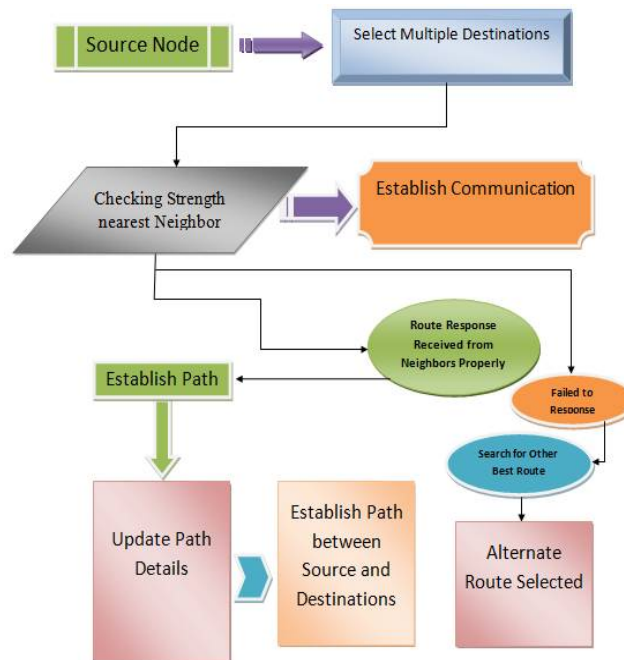 Source Node
Select Multiple Destinations
Checking Strength
nearest Neighbor
Establish Communication
Route Response
Received from
Neighbors Properly
Establish Path
Failed to
Response
Search for Other
Best Route
Update Path
Details
Establish Path
between
Source and
Destinations
Alternate
Route Selected